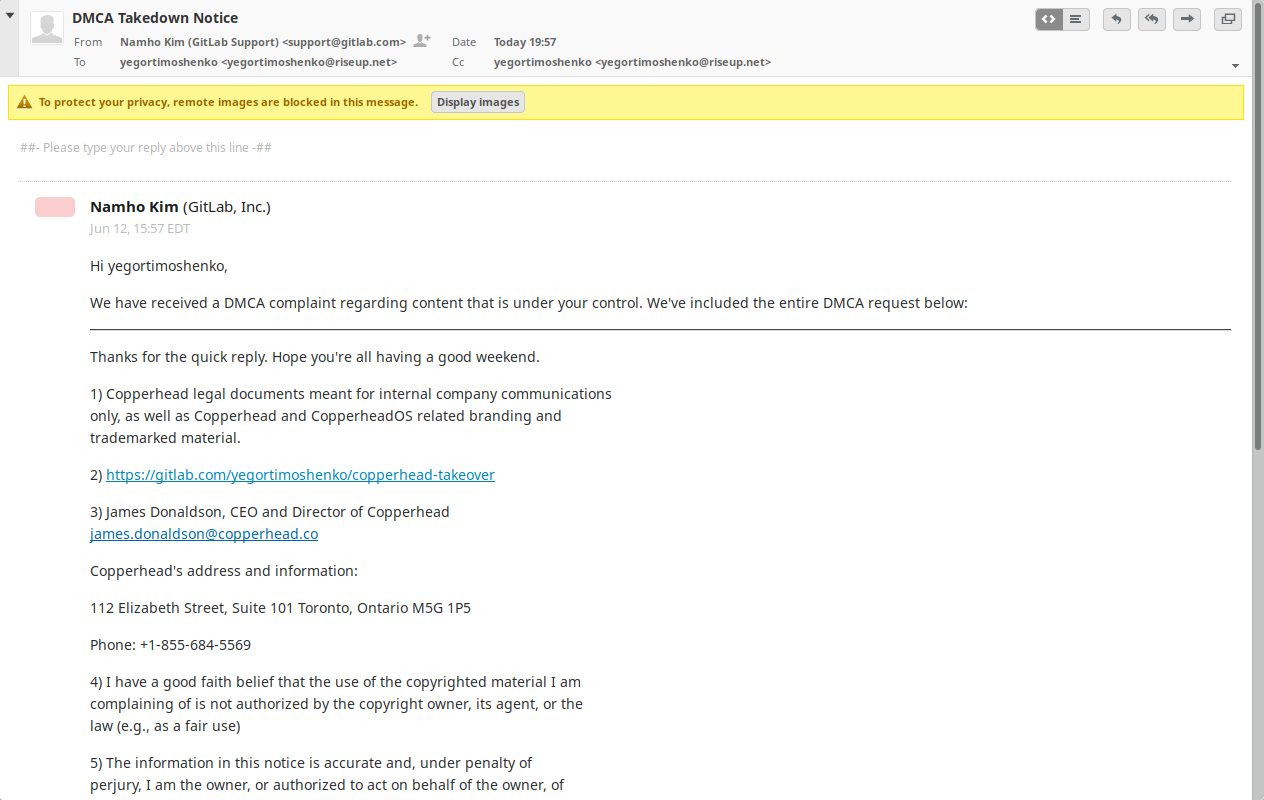 DMCA Takedown Notice
From Namho Kim (GitLab Support) <support@gitlab.com> Date Today 19:57
To yegortimoshenko <yegortimoshenko@riseup.net> Cc yegortimoshenko <yegortimoshenko@riseup.net>
To protect your privacy, remote images are blocked in this message. Display images
##- Please type your reply above this line -##
Namho Kim (GitLab, Inc.)
Jun 12, 15:57 EDT
Hi yegortimoshenko,
We have received a DMCA complaint regarding content that is under your control. We've included the entire DMCA request below:
Thanks for the quick reply. Hope you're all having a good weekend.
1) Copperhead legal documents meant for internal company communications
only, as well as Copperhead and CopperheadOS related branding and
trademarked material.
2) https://gitlab.com/yegortimoshenko/copperhead-takeover
3) James Donaldson, CEO and Director of Copperhead
james.donaldson@copperhead.co
Copperhead's address and information:
112 Elizabeth Street, Suite 101 Toronto, Ontario M5G 1P5
Phone: +1-855-684-5569
4) I have a good faith belief that the use of the copyrighted material I am
complaining of is not authorized by the copyright owner, its agent, or the
law (e.g., as a fair use)
5) The information in this notice is accurate and, under penalty of
perjury, I am the owner, or authorized to act on behalf of the owner, of